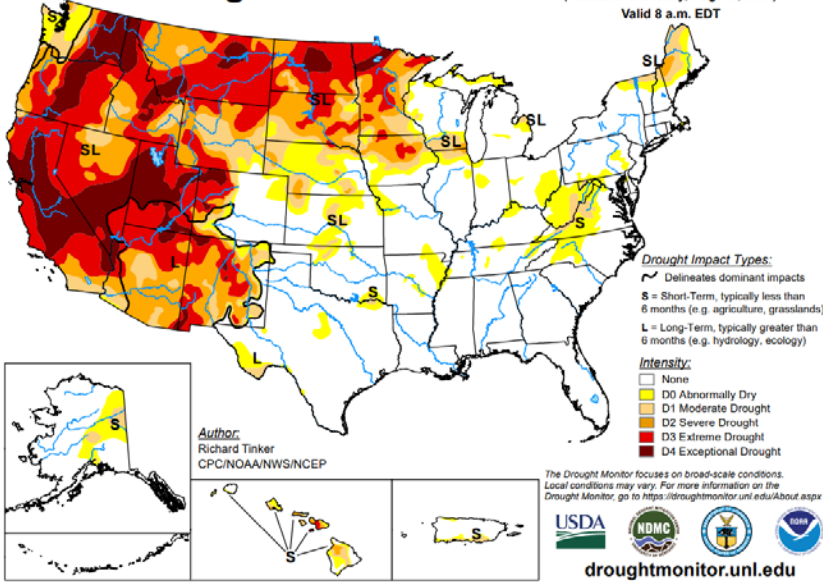 Valid 8 a.m. EDT
S
SL
SL
SL
SL
SL
SL
S
L
S
L
S
S
S
Drought Impact Types:
Delineates dominant impacts
S = Short-Term, typically less than
6 months (e.g. agriculture, grasslands)
L = Long-Term, typically greater than
6 months (e.g. hydrology, ecology)
Intensity:
None
D0 Abnormally Dry
D1 Moderate Drought
D2 Severe Drought
D3 Extreme Drought
D4 Exceptional Drought
Author:
Richard Tinker
CPC/NOAA/NWS/NCEP
The Drought Monitor focuses on broad-scale conditions.
Local conditions may vary. For more information on the
Drought Monitor, go to https://droughtmonitor.unl.edu/About.aspx
USDA
NDMC
NOAA
droughtmonitor.unl.edu